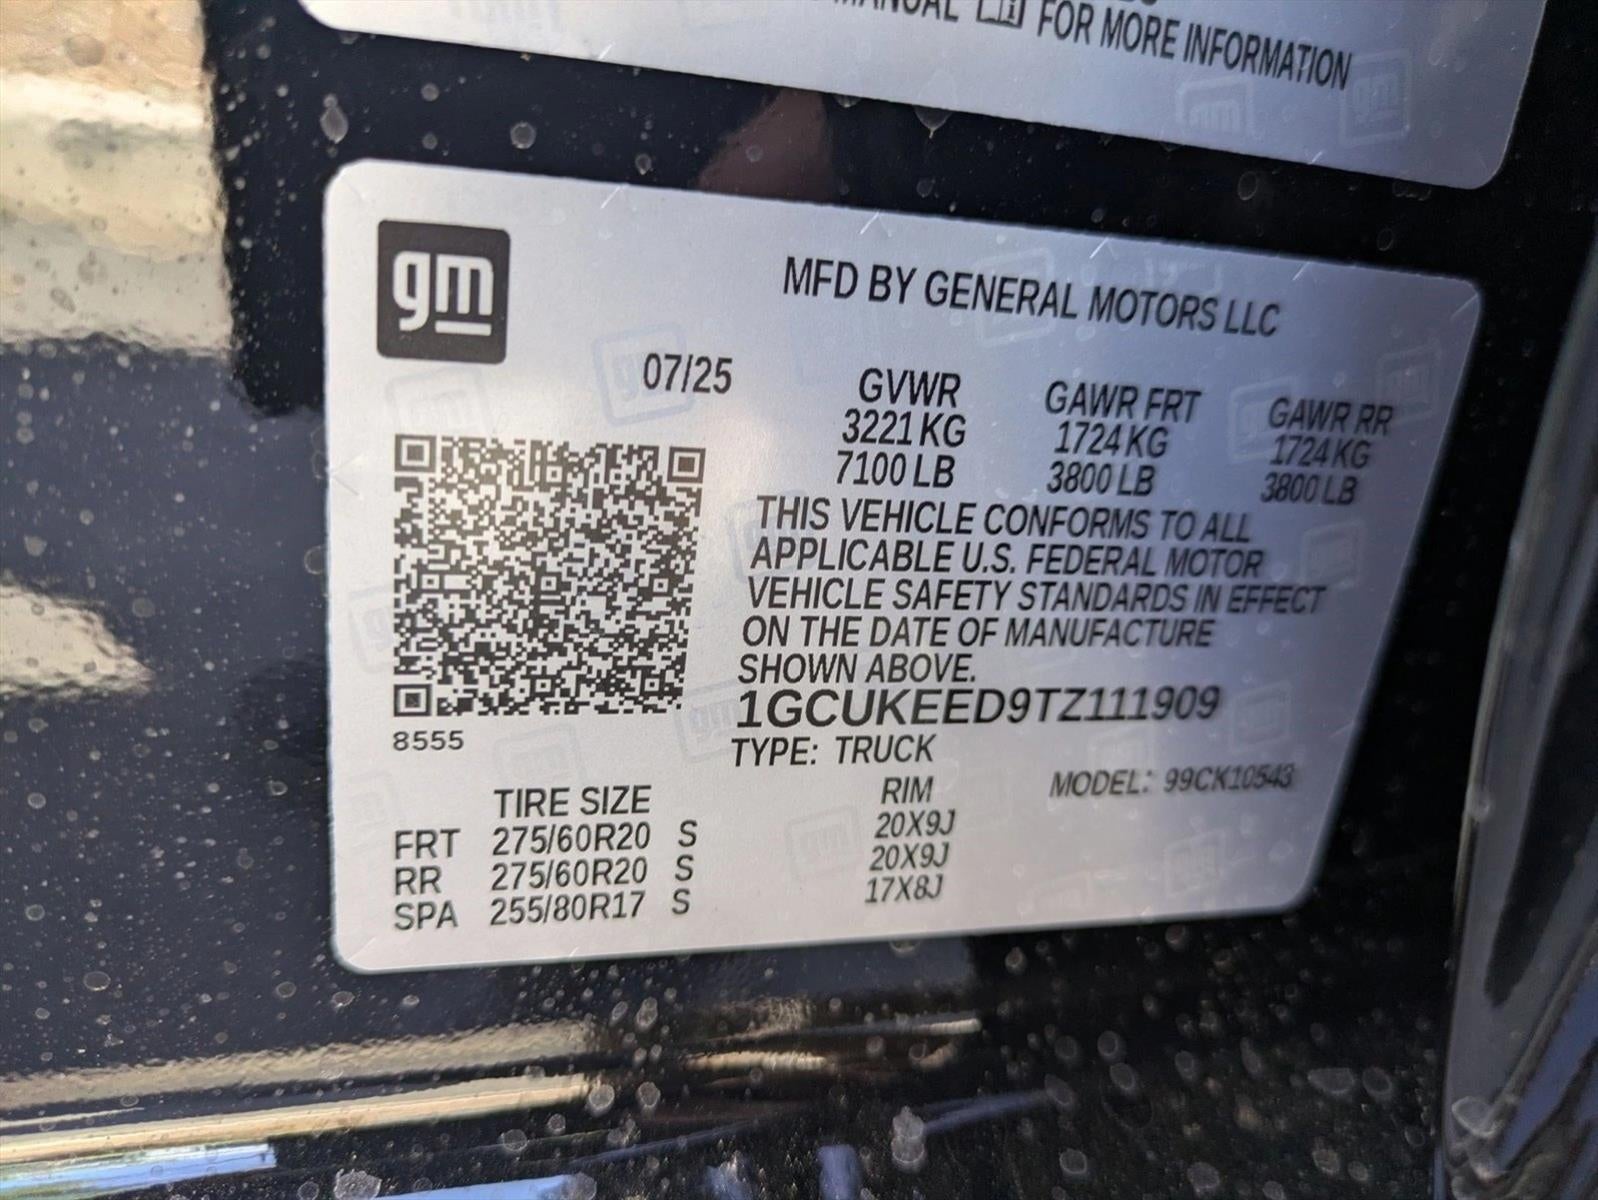 MANUAL FOR MORE INFORMATION
gm
MFD BY GENERAL MOTORS LLC
07/25
GVWR GAWR FRT GAWR RR
3221 KG 1724 KG 1724 KG
7100 LB 3800 LB 3800 LB
THIS VEHICLE CONFORMS TO ALL
APPLICABLE U.S. FEDERAL MOTOR
VEHICLE SAFETY STANDARDS IN EFFECT
ON THE DATE OF MANUFACTURE
SHOWN ABOVE.
1GCUKEED9TZ111909
8555
TYPE: TRUCK
MODEL: 99CK10543
TIRE SIZE RIM
FRT 275/60R20 S 20X9J
RR 275/60R20 S 20X9J
SPA 255/80R17 S 17X8J